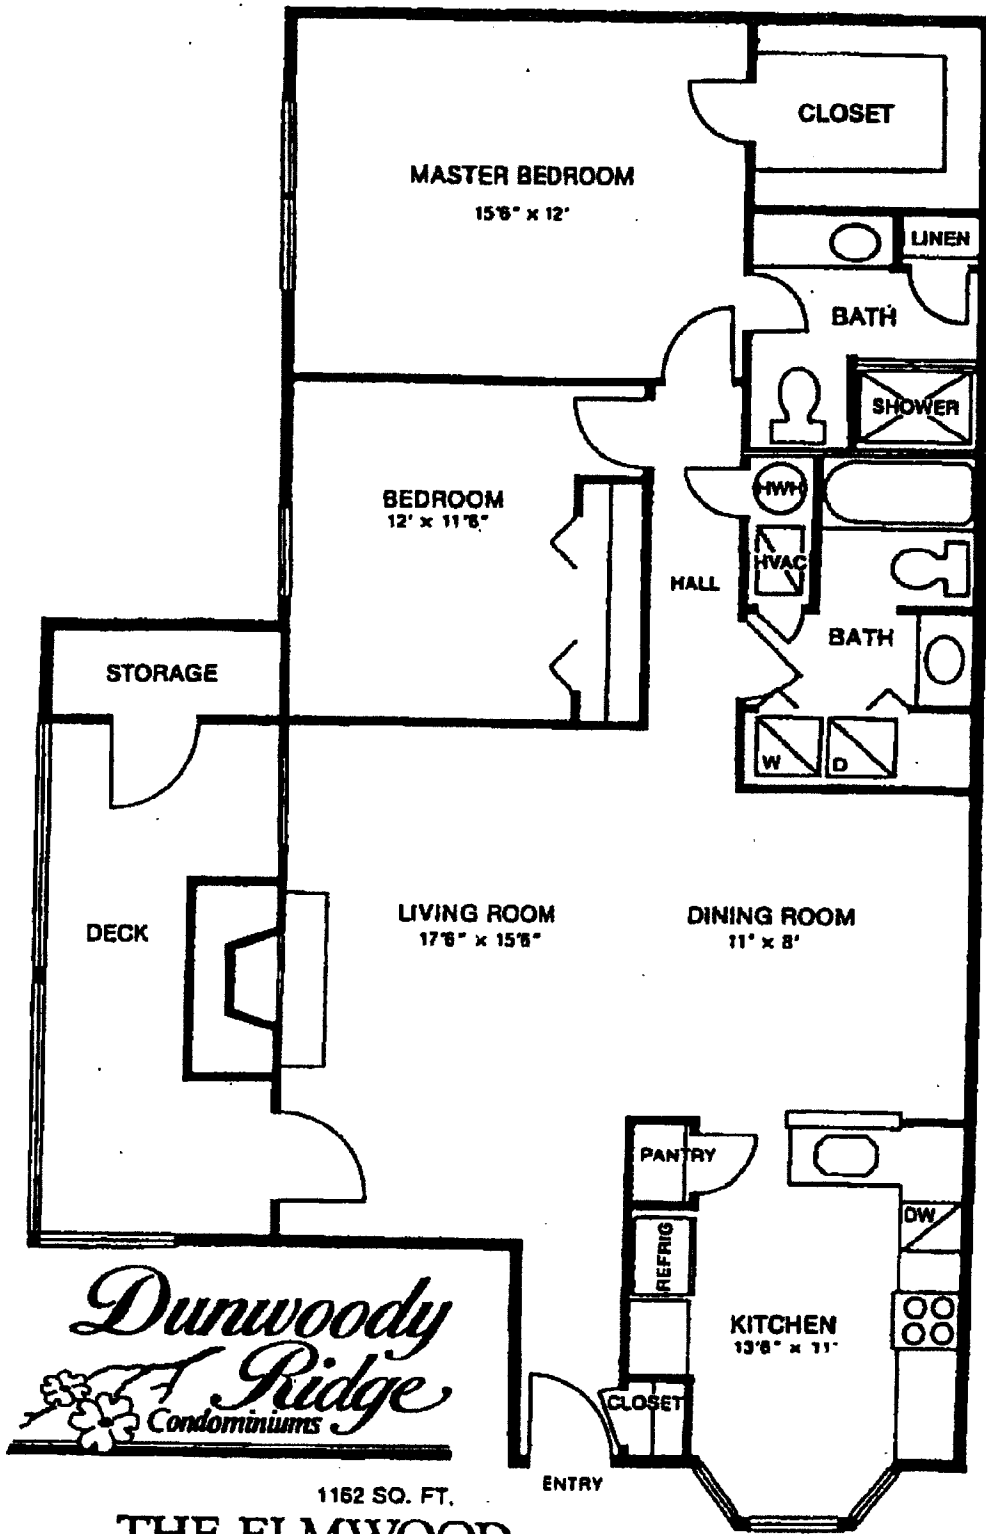 CLOSET
MASTER BEDROOM
15'6" x 12'
LINEN
BATH
SHOWER
BEDROOM
12' x 11'6"
HWH
HVAC
HALL
BATH
STORAGE
W
D
DECK
LIVING ROOM
17'6" x 15'6"
DINING ROOM
11' x 8'
PANTRY
DW
REFRIG
KITCHEN
13'6" x 11'
CLOSET
ENTRY
Dunwoody
Ridge
Condominiums
1162 SQ. FT.
THE ELMWOOD